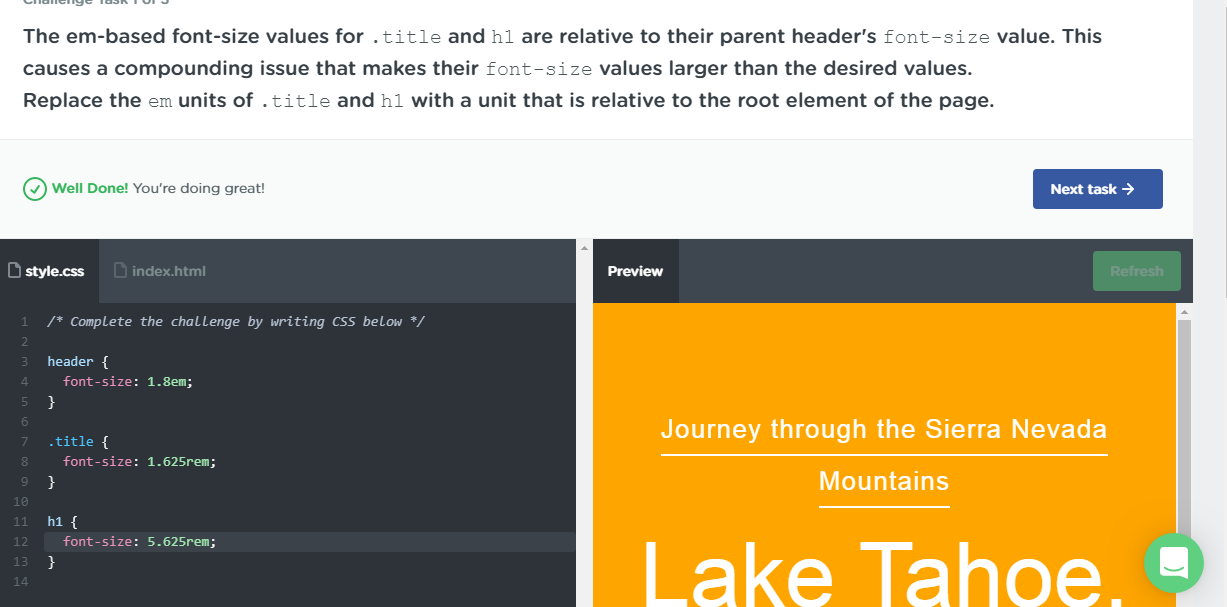 Challenge Task 1 of 3
The em-based font-size values for .title and h1 are relative to their parent header's font-size value. This
causes a compounding issue that makes their font-size values larger than the desired values.
Replace the em units of .title and h1 with a unit that is relative to the root element of the page.
Well Done! You're doing great!
Next task →
style.css
index.html
Preview
Refresh
1 /* Complete the challenge by writing CSS below */
2
3 header {
4 font-size: 1.8em;
5 }
6
7 .title {
8 font-size: 1.625rem;
9 }
10
11 h1 {
12 font-size: 5.625rem;
13 }
14
Journey through the Sierra Nevada
Mountains
Lake Tahoe,